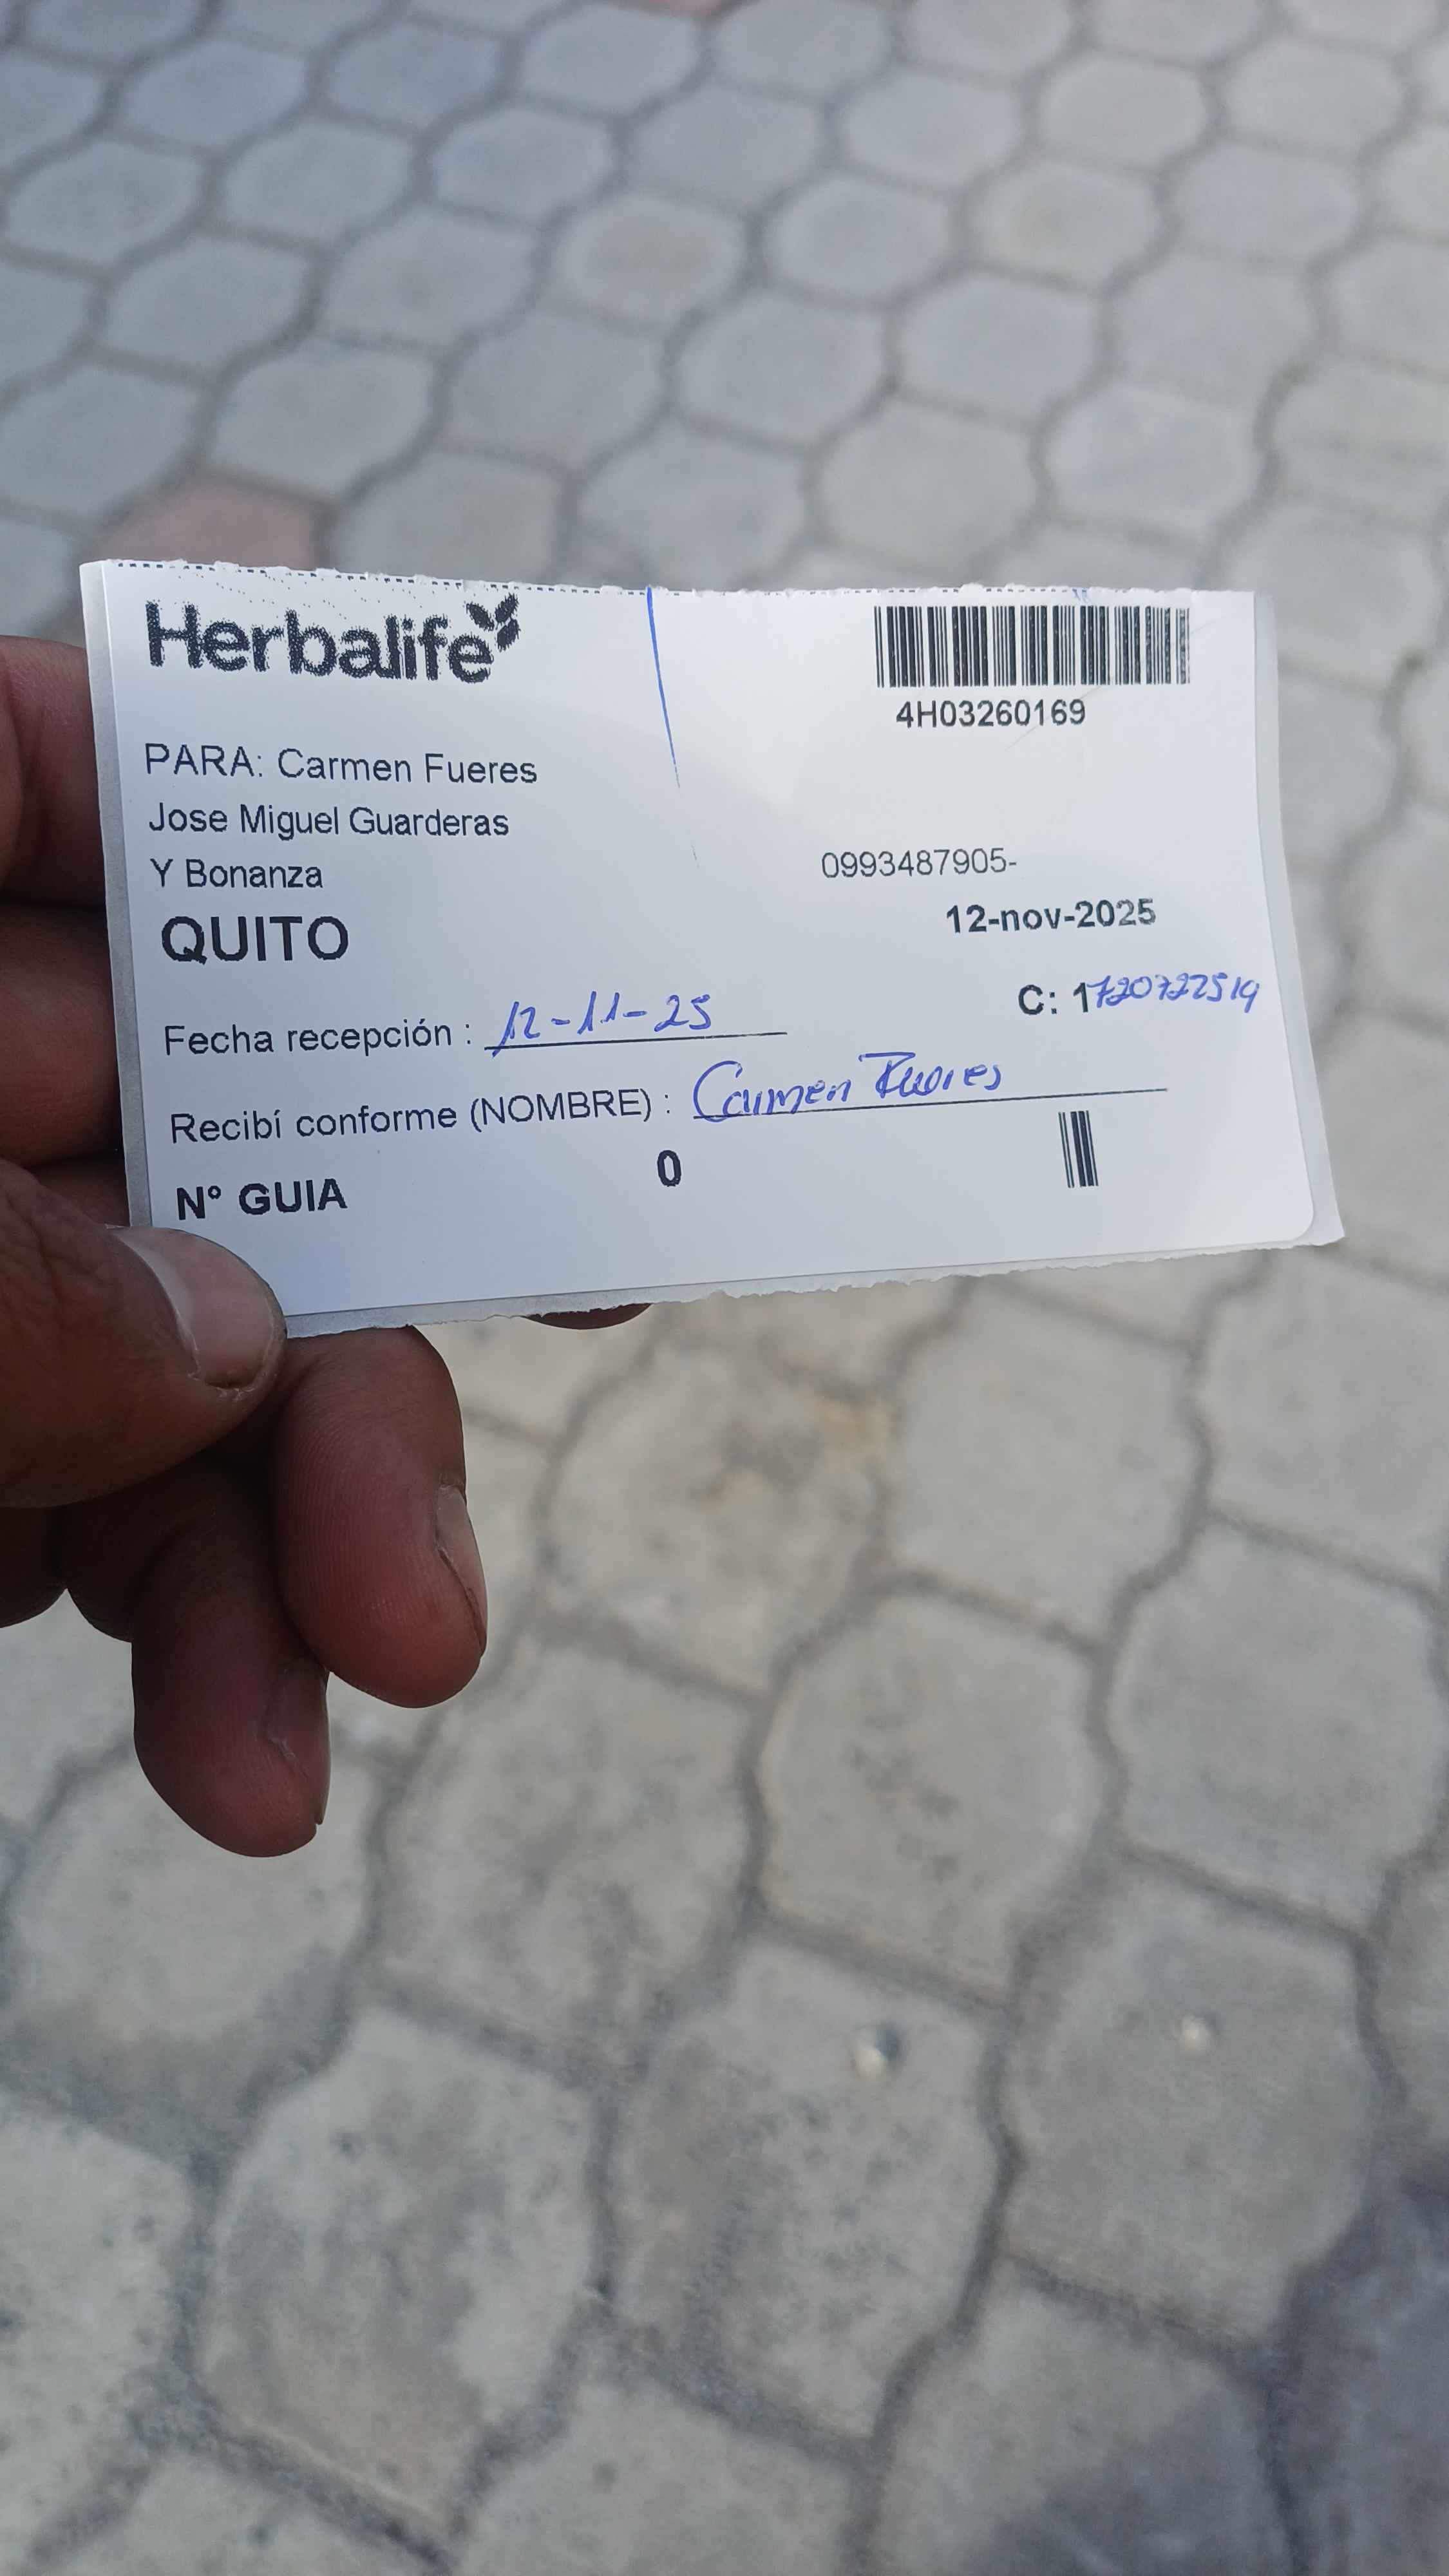 Herbalife
4H03260169
PARA: Carmen Fueres
Jose Miguel Guarderas
Y Bonanza
0993487905-
QUITO
12-nov-2025
C: 1720722519
Fecha recepción : 12-11-25
Recibí conforme (NOMBRE) : Carmen Fueres
N° GUIA 0